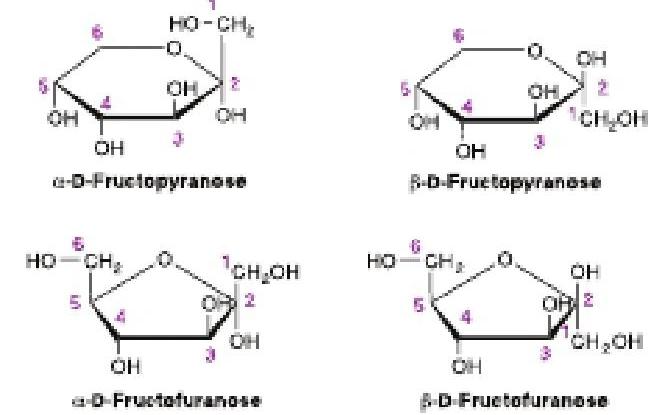 1
HO-CH₂
6
O
5
4
OH
2
OH
OH
3
OH
α-D-Fructopyranose
6
O
OH
5
4
OH
2
OH
1
CH₂OH
3
OH
β-D-Fructopyranose
6
HO-CH₂
O
1
CH₂OH
5
4
OH
2
3
OH
OH
α-D-Fructofuranose
6
HO-CH₂
O
OH
5
4
OH
2
1
3
CH₂OH
OH
β-D-Fructofuranose